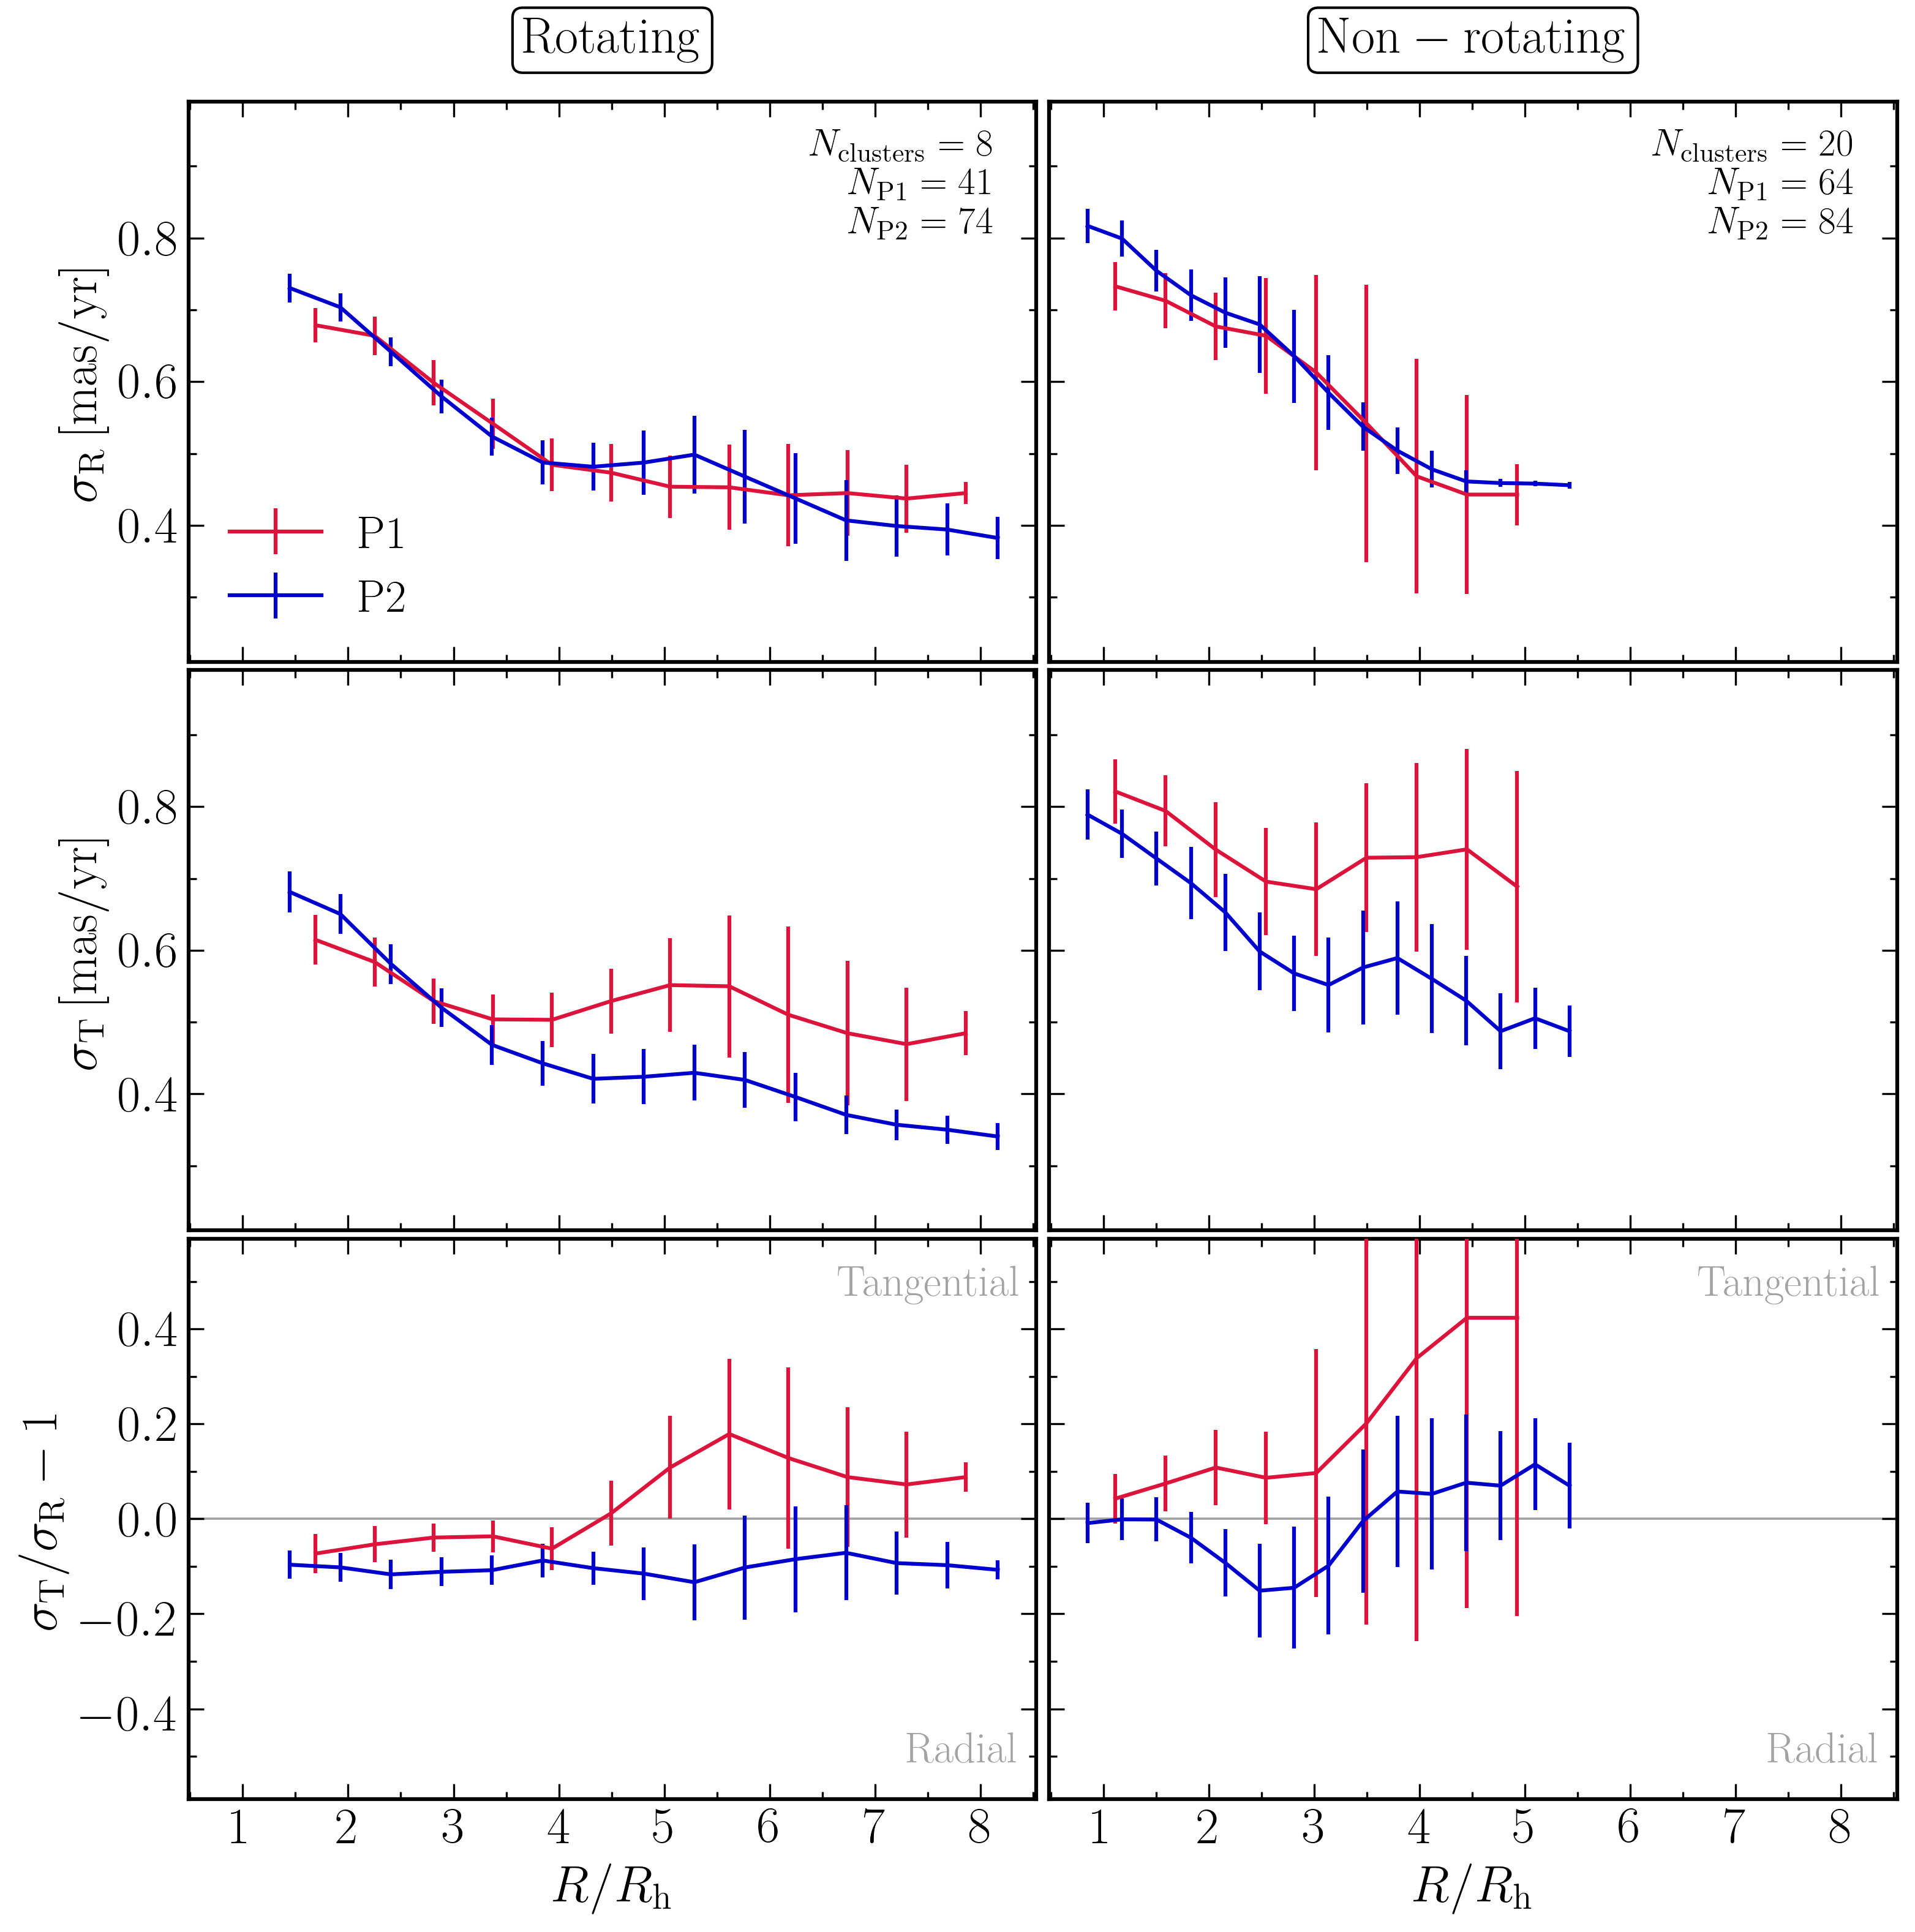 Rotating
Non − rotating
N_clusters = 8
N_P1 = 41
N_P2 = 74
N_clusters = 20
N_P1 = 64
N_P2 = 84
σ_R [mas/yr]
0.8
0.6
0.4
P1
P2
σ_T [mas/yr]
0.8
0.6
0.4
σ_T/σ_R − 1
0.4
0.2
0.0
−0.2
−0.4
Tangential
Radial
Tangential
Radial
1 2 3 4 5 6 7 8
1 2 3 4 5 6 7 8
R/R_h
R/R_h